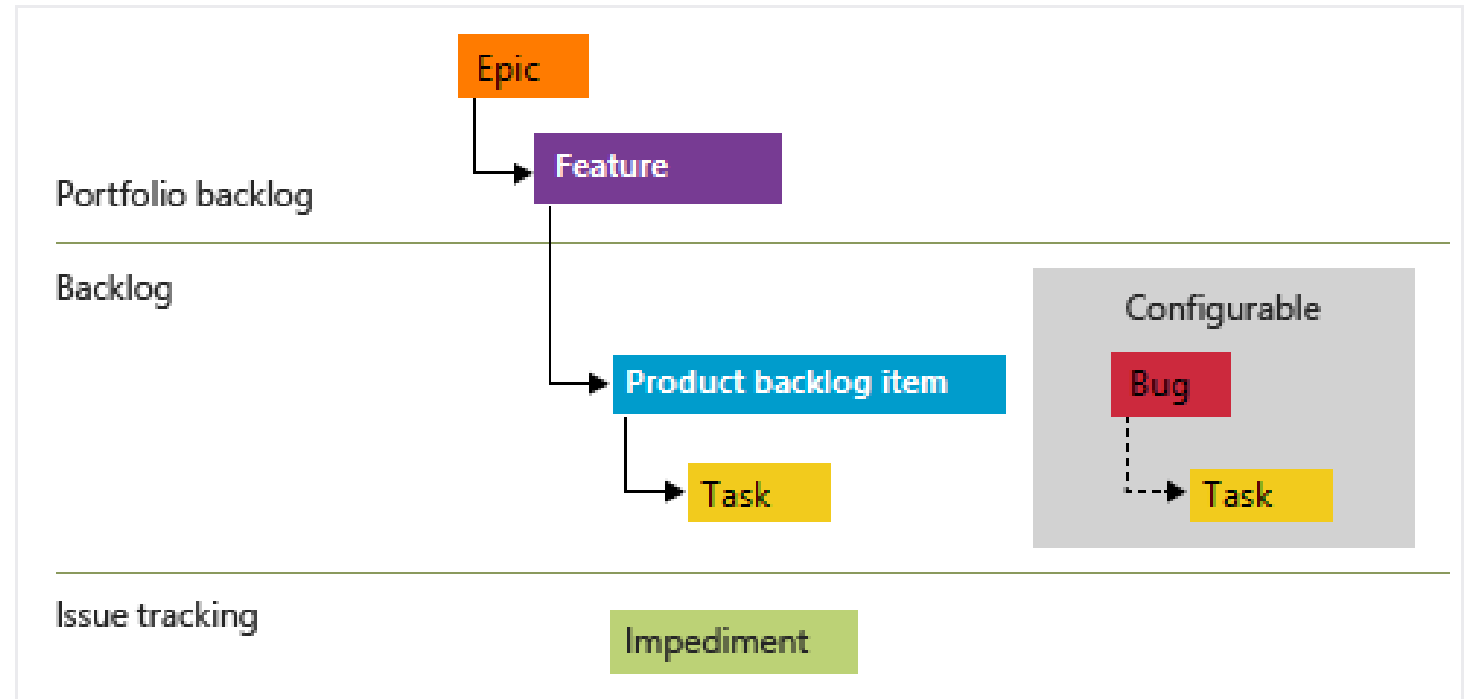 Epic
Feature
Portfolio backlog
Backlog
Configurable
Product backlog item
Bug
Task
Task
Issue tracking
Impediment